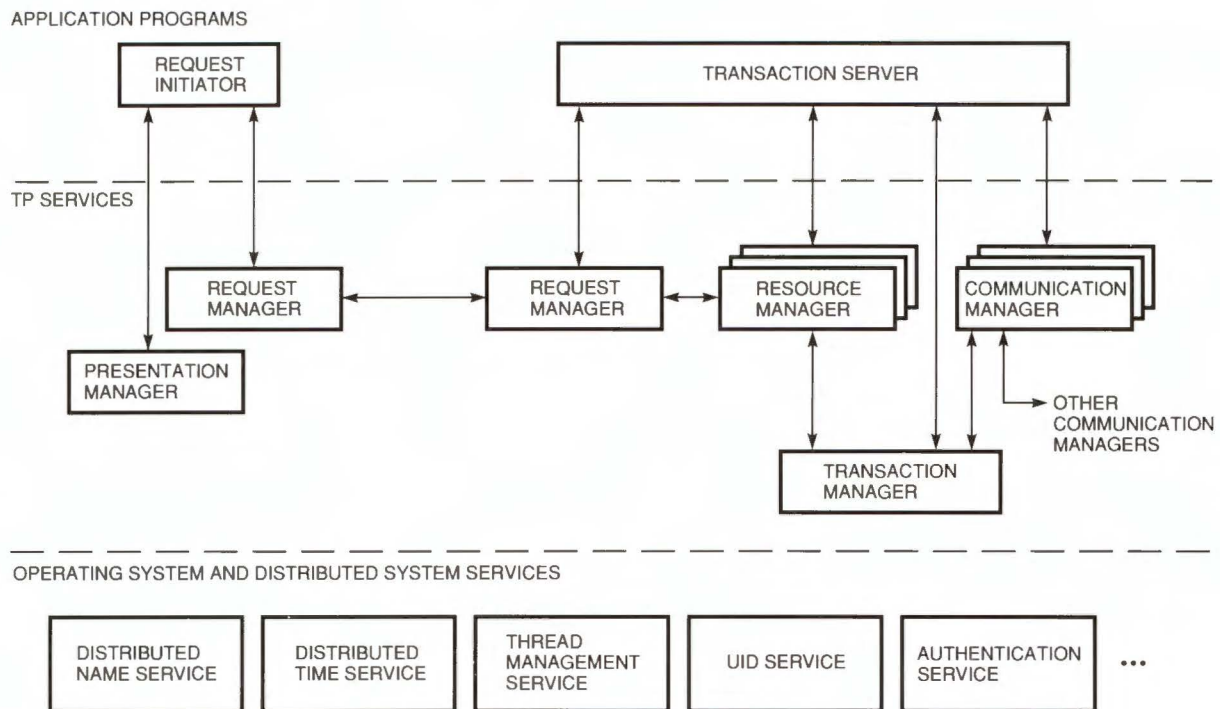 APPLICATION PROGRAMS
REQUEST
INITIATOR
TRANSACTION SERVER
TP SERVICES
REQUEST
MANAGER
REQUEST
MANAGER
RESOURCE
MANAGER
COMMUNICATION
MANAGER
PRESENTATION
MANAGER
OTHER
COMMUNICATION
MANAGERS
TRANSACTION
MANAGER
OPERATING SYSTEM AND DISTRIBUTED SYSTEM SERVICES
DISTRIBUTED
NAME SERVICE
DISTRIBUTED
TIME SERVICE
THREAD
MANAGEMENT
SERVICE
UID SERVICE
AUTHENTICATION
SERVICE
...